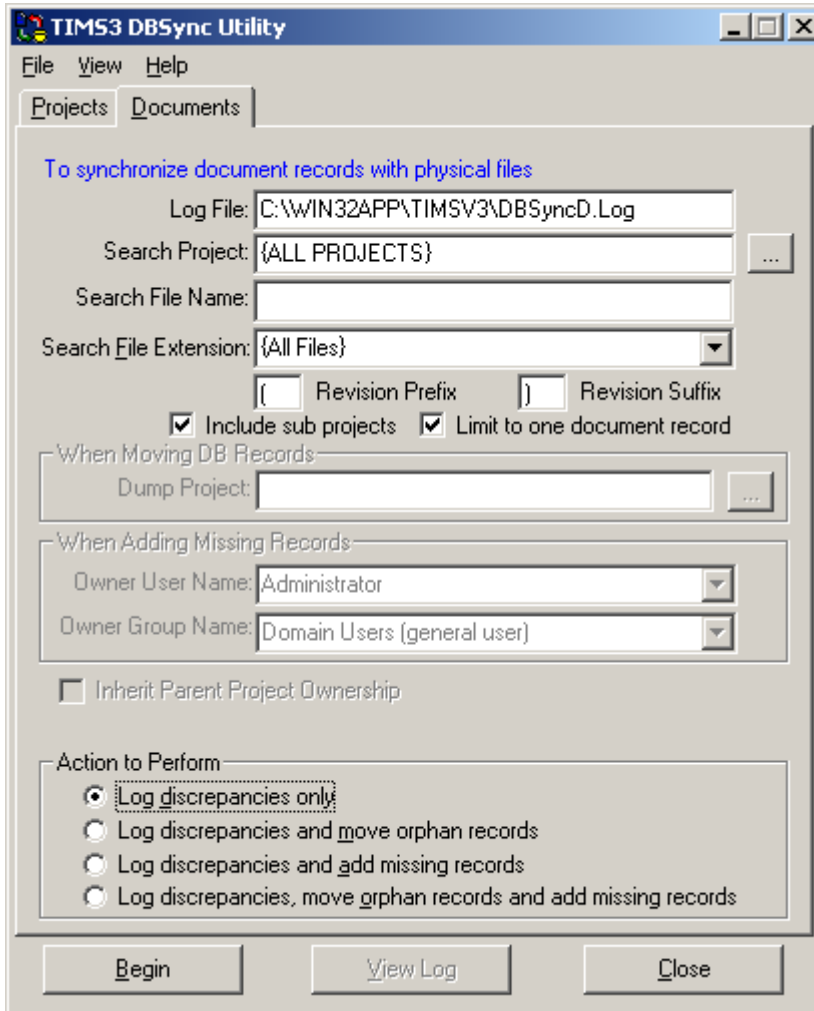 TIMS3 DBSync Utility
File View Help
Projects Documents
To synchronize document records with physical files
Log File: C:\WIN32APP\TIMSV3\DBSyncD.Log
Search Project: {ALL PROJECTS} ...
Search File Name:
Search File Extension: {All Files}
( Revision Prefix ) Revision Suffix
Include sub projects Limit to one document record
When Moving DB Records
Dump Project: ...
When Adding Missing Records
Owner User Name: Administrator
Owner Group Name: Domain Users (general user)
Inherit Parent Project Ownership
Action to Perform
Log discrepancies only
Log discrepancies and move orphan records
Log discrepancies and add missing records
Log discrepancies, move orphan records and add missing records
Begin View Log Close